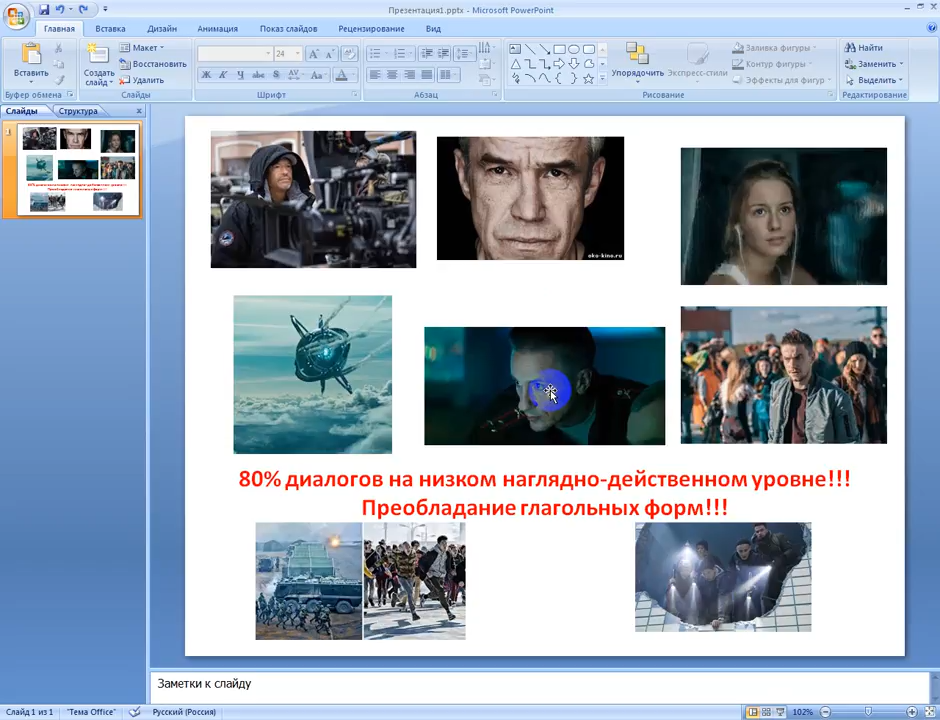 Презентация1.pptx - Microsoft PowerPoint
Главная
Вставка
Дизайн
Анимация
Показ слайдов
Рецензирование
Вид
Вставить
Буфер обмена
Создать слайд
Макет
Восстановить
Удалить
Слайды
24
Шрифт
Абзац
Упорядочить
Экспресс-стили
Заливка фигуры
Контур фигуры
Эффекты для фигур
Рисование
Найти
Заменить
Выделить
Редактирование
Слайды
Структура
1
oko-kino.ru
80% диалогов на низком наглядно-действенном уровне!!!
Преобладание глагольных форм!!!
Заметки к слайду
Слайд 1 из 1
"Тема Office"
Русский (Россия)
102%